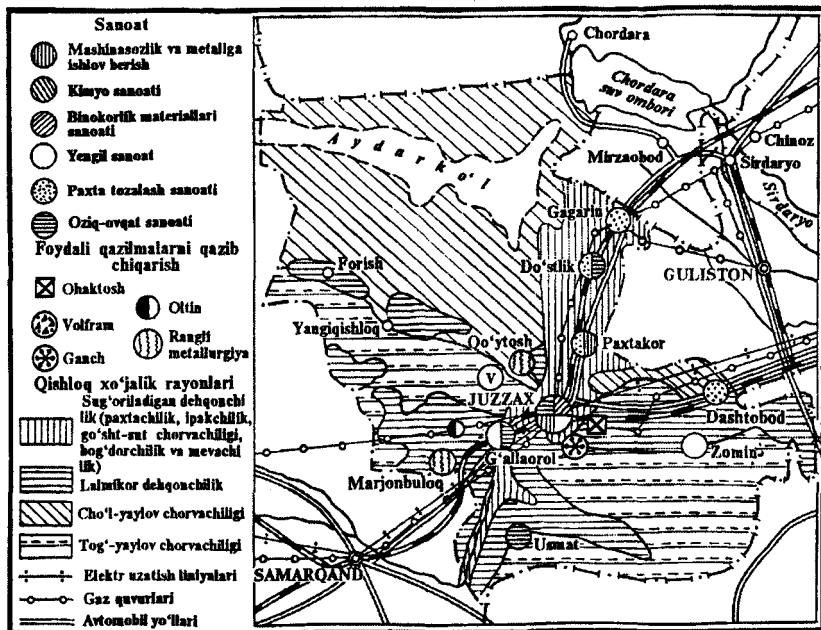 Sanoat
Mashinasozlik va metallga
ishlov berish
Kimyo sanoati
Binokorlik materiallari
sanoati
Yengil sanoat
Paxta tozalash sanoati
Oziq-ovqat sanoati
Foydali qazilmalarni qazib
chiqarish
Ohaktosh
Oltin
Volfram
Rangli
metallurgiya
Ganch
Qishloq xo'jalik rayonlari
Sug'oriladigan dehqonchi
lik (paxtachilik, ipakchilik,
go'sht-sut chorvachiligi,
bog'dorchilik va mevachi
lik)
Lalmikor dehqonchilik
Cho'l-yaylov chorvachiligi
Tog'-yaylov chorvachiligi
Elektr uzatish liniyalari
Gaz quvurlari
Avtomobil yo'llari
Chordara
Chordara
suv ombori
Chinoz
Mirzaobod
Sirdaryo
Sirdaryo
Aydarko'l
Gagarin
Do'stlik
GULISTON
Forish
Yangiqishloq
Qo'ytosh
Paxtakor
V
JUZZAX
Dashtobod
G'allaorol
Zomin
Marjonbuloq
Usmat
SAMARQAND